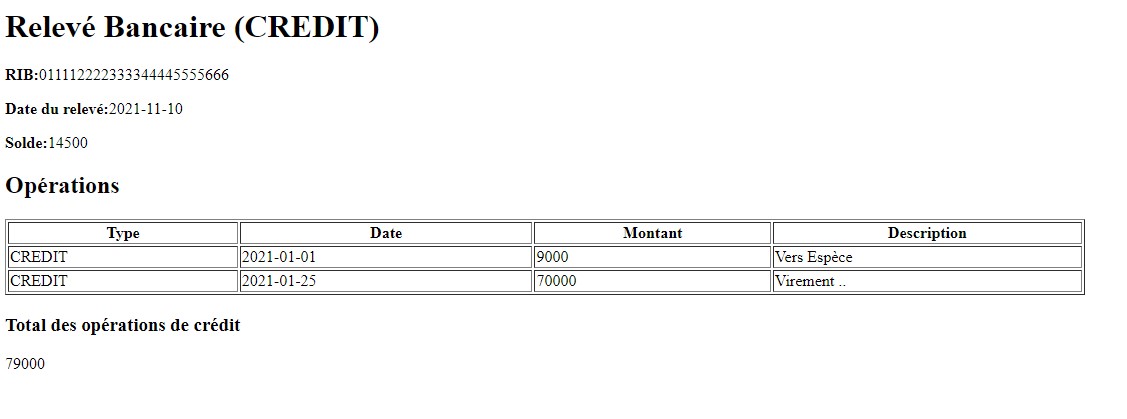 Relevé Bancaire (CREDIT)
RIB:011112222333344445555666
Date du relevé:2021-11-10
Solde:14500
Opérations
Type Date Montant Description
CREDIT 2021-01-01 9000 Vers Espèce
CREDIT 2021-01-25 70000 Virement ..
Total des opérations de crédit
79000